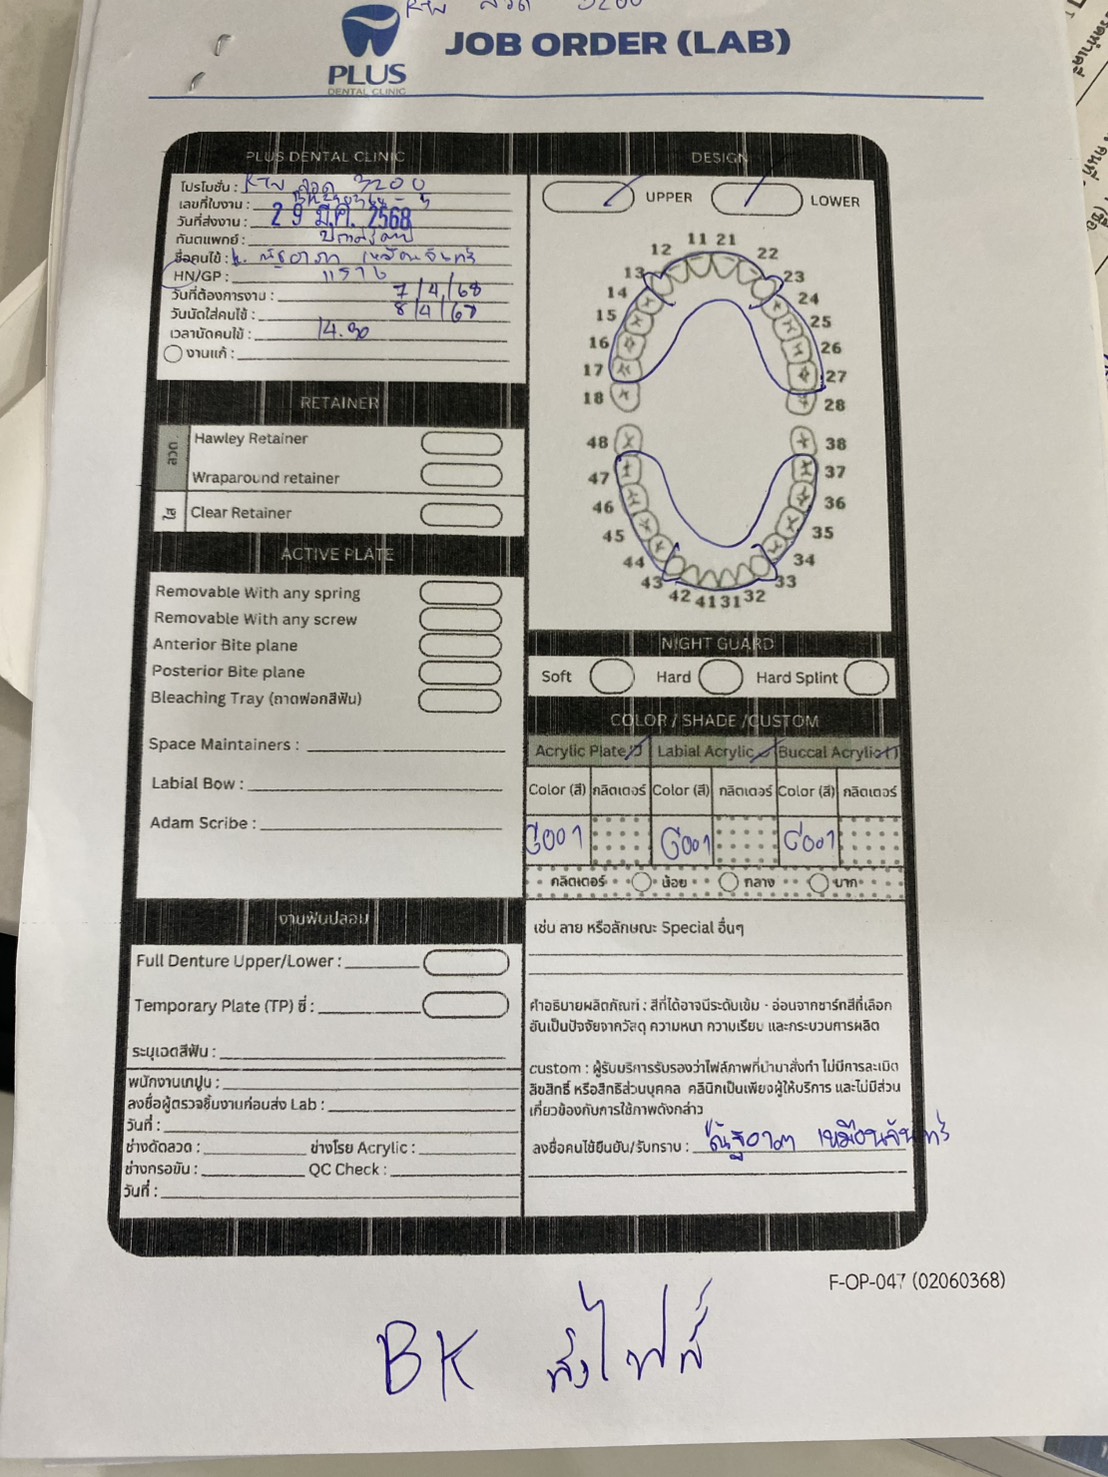 PLUS
DENTAL CLINIC
JOB ORDER (LAB)
PLUS DENTAL CLINIC
โปรโมชั่น : ลวด 3200
เลขที่ใบงาน :
วันที่ส่งงาน : 29 มี.ค. 2568
ทันตแพทย์ :
ชื่อคนไข้ :
HN/GP :
วันที่ต้องการงาน : 7/4/68
วันนัดใส่คนไข้ : 8/4/68
เวลานัดคนไข้ : 14.30
งานแก้ :
RETAINER
ลวด
Hawley Retainer
Wraparound retainer
ใส
Clear Retainer
ACTIVE PLATE
Removable With any spring
Removable With any screw
Anterior Bite plane
Posterior Bite plane
Bleaching Tray (ถาดฟอกสีฟัน)
Space Maintainers :
Labial Bow :
Adam Scribe :
งานฟันปลอม
Full Denture Upper/Lower :
Temporary Plate (TP) ซี่ :
ระบุเฉดสีฟัน :
พนักงานเทปูน :
ลงชื่อผู้ตรวจชิ้นงานก่อนส่ง Lab :
วันที่ :
ช่างดัดลวด : ช่างโรย Acrylic :
ช่างกรอขัน : QC Check :
วันที่ :
DESIGN
UPPER LOWER
11 21
12 22
13 23
14 24
15 25
16 26
17 27
18 28
48 38
47 37
46 36
45 35
44 34
43 33
42 41 31 32
NIGHT GUARD
Soft Hard Hard Splint
COLOR / SHADE /CUSTOM
Acrylic Plate Labial Acrylic Buccal Acrylic
Color (สี) กลิตเตอร์ Color (สี) กลิตเตอร์ Color (สี) กลิตเตอร์
G001 G001 G001
กลิตเตอร์ น้อย กลาง มาก
เช่น ลาย หรือลักษณะ Special อื่นๆ
คำอธิบายผลิตภัณฑ์ : สีที่ได้อาจมีระดับเข้ม - อ่อนจากชาร์ทสีที่เลือก
อันเป็นปัจจัยจากวัสดุ ความหนา ความเรียบ และกระบวนการผลิต
custom : ผู้รับบริการรับรองว่าไฟล์ภาพที่นำมาสั่งทำ ไม่มีการละเมิด
ลิขสิทธิ์ หรือสิทธิส่วนบุคคล คลินิกเป็นเพียงผู้ให้บริการ และไม่มีส่วน
เกี่ยวข้องกับการใช้ภาพดังกล่าว
ลงชื่อคนไข้ยืนยัน/รับทราบ : เหมือนจันทร์
F-OP-047 (02060368)
BK ส่งไฟล์